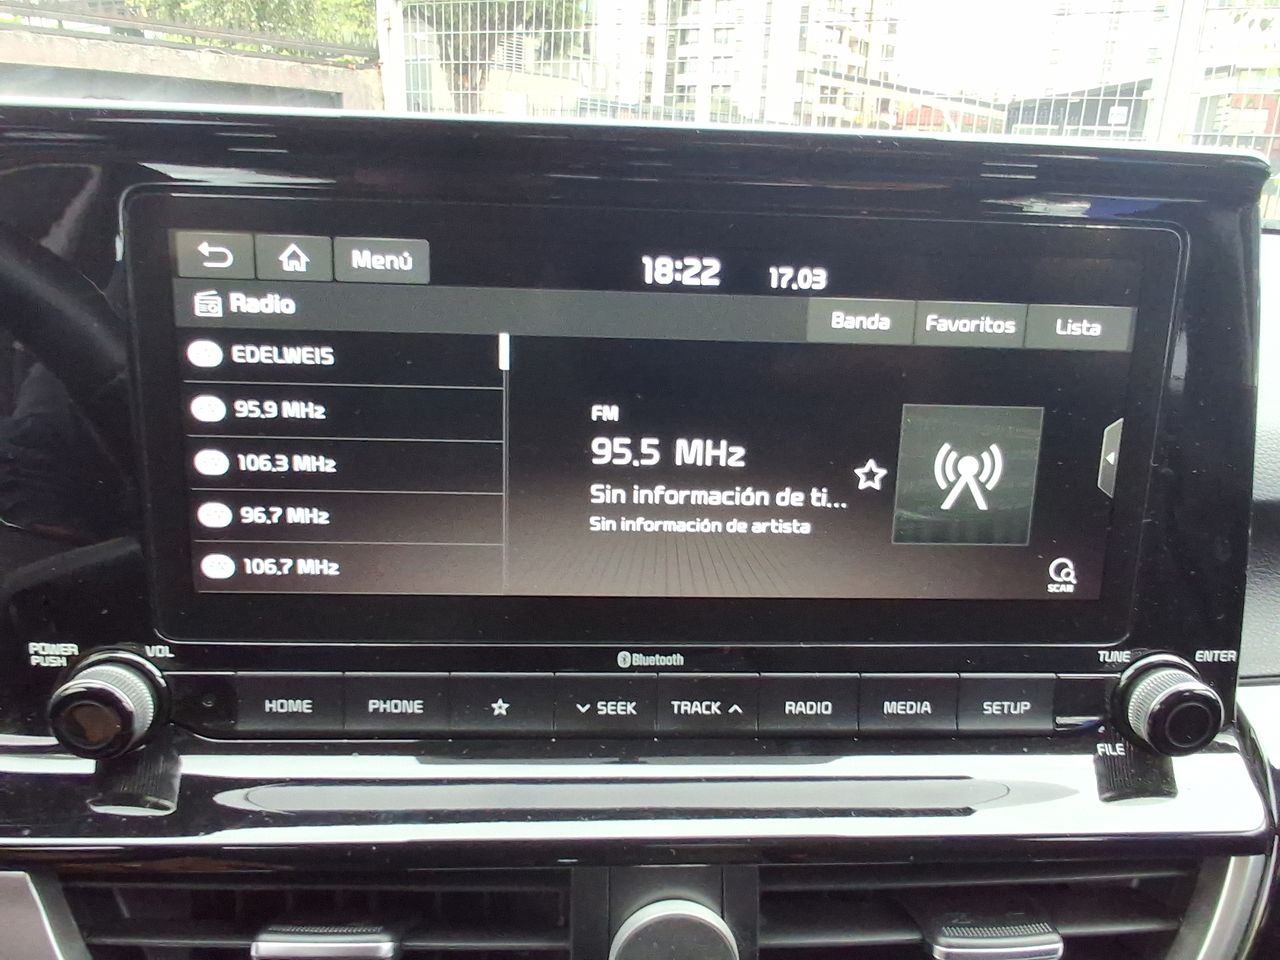 Menú
18:22 17.03
Radio
Banda Favoritos Lista
EDELWEIS
95.9 MHz
106.3 MHz
96.7 MHz
106.7 MHz
FM
95.5 MHz
Sin información de ti...
Sin información de artista
SCAN
POWER
PUSH
VOL
Bluetooth
TUNE
ENTER
HOME PHONE SEEK TRACK RADIO MEDIA SETUP
FILE